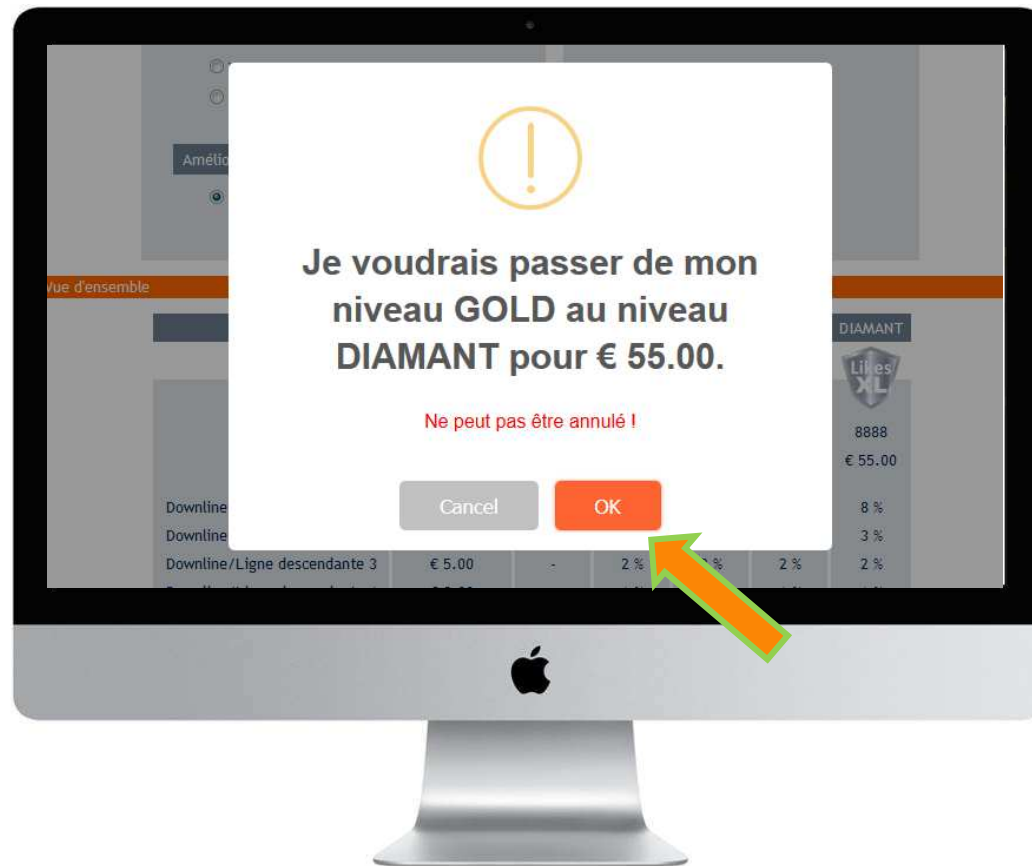 Amélio
Je voudrais passer de mon
niveau GOLD au niveau
DIAMANT pour € 55.00.
Ne peut pas être annulé !
Cancel
OK
Vue d'ensemble
DIAMANT
Likes
XL
8888
€ 55.00
Downline 8 %
Downline 3 %
Downline/Ligne descendante 3 € 5.00 - 2 % % 2 % 2 %